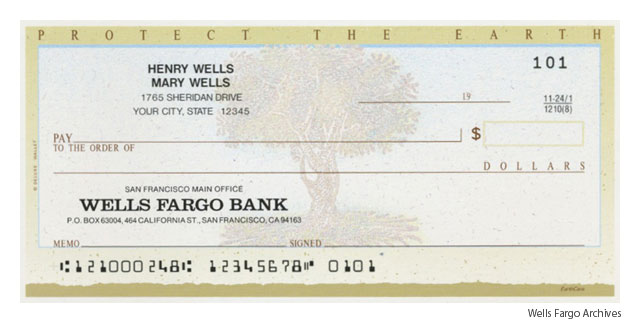 PROTECT THE EARTH
HENRY WELLS
MARY WELLS
1765 SHERIDAN DRIVE
YOUR CITY, STATE 12345
101
19
11-24/1
1210(8)
PAY
TO THE ORDER OF
$
DOLLARS
SAN FRANCISCO MAIN OFFICE
WELLS FARGO BANK
P.O. BOX 63004, 464 CALIFORNIA ST., SAN FRANCISCO, CA 94163
MEMO
SIGNED
⑆121000248⑆ 12345678⑈ 0101
EarthCare
© DELUXE WALLET
Wells Fargo Archives